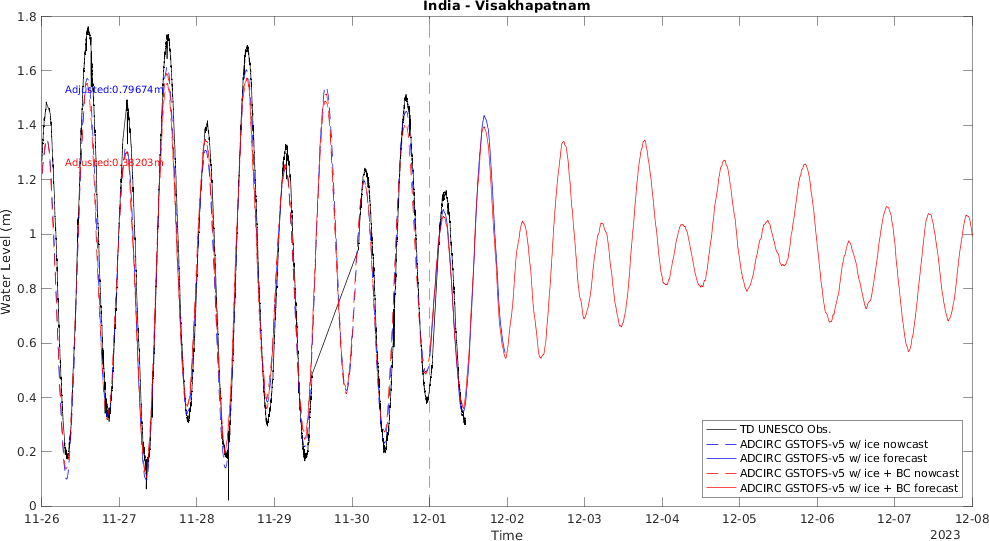 India - Visakhapatnam
1.8
1.6
1.4
1.2
1
0.8
0.6
0.4
0.2
0
Water Level (m)
Adjusted:0.79674m
Adjusted:0.38203m
TD UNESCO Obs.
ADCIRC GSTOFS-v5 w/ ice nowcast
ADCIRC GSTOFS-v5 w/ ice forecast
ADCIRC GSTOFS-v5 w/ ice + BC nowcast
ADCIRC GSTOFS-v5 w/ ice + BC forecast
11-26 11-27 11-28 11-29 11-30 12-01 12-02 12-03 12-04 12-05 12-06 12-07 12-08
Time
2023